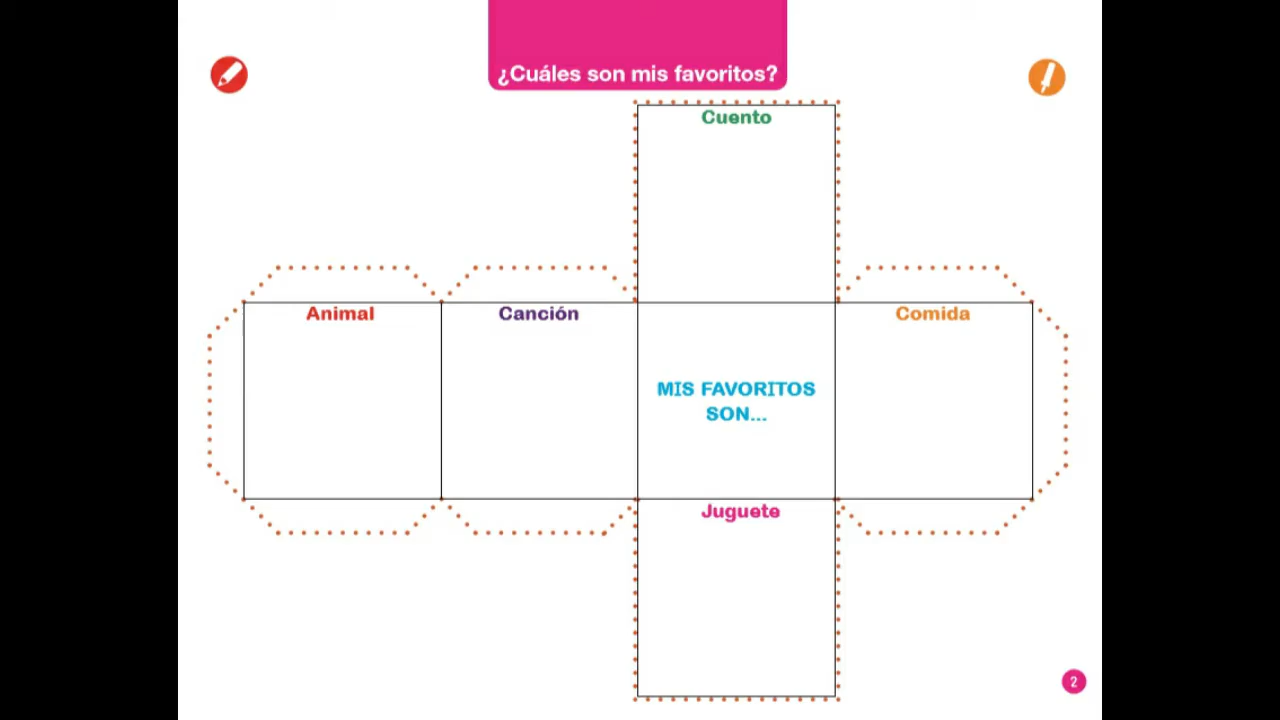 ¿Cuáles son mis favoritos?
Cuento
Animal
Canción
Comida
MIS FAVORITOS
SON...
Juguete
2